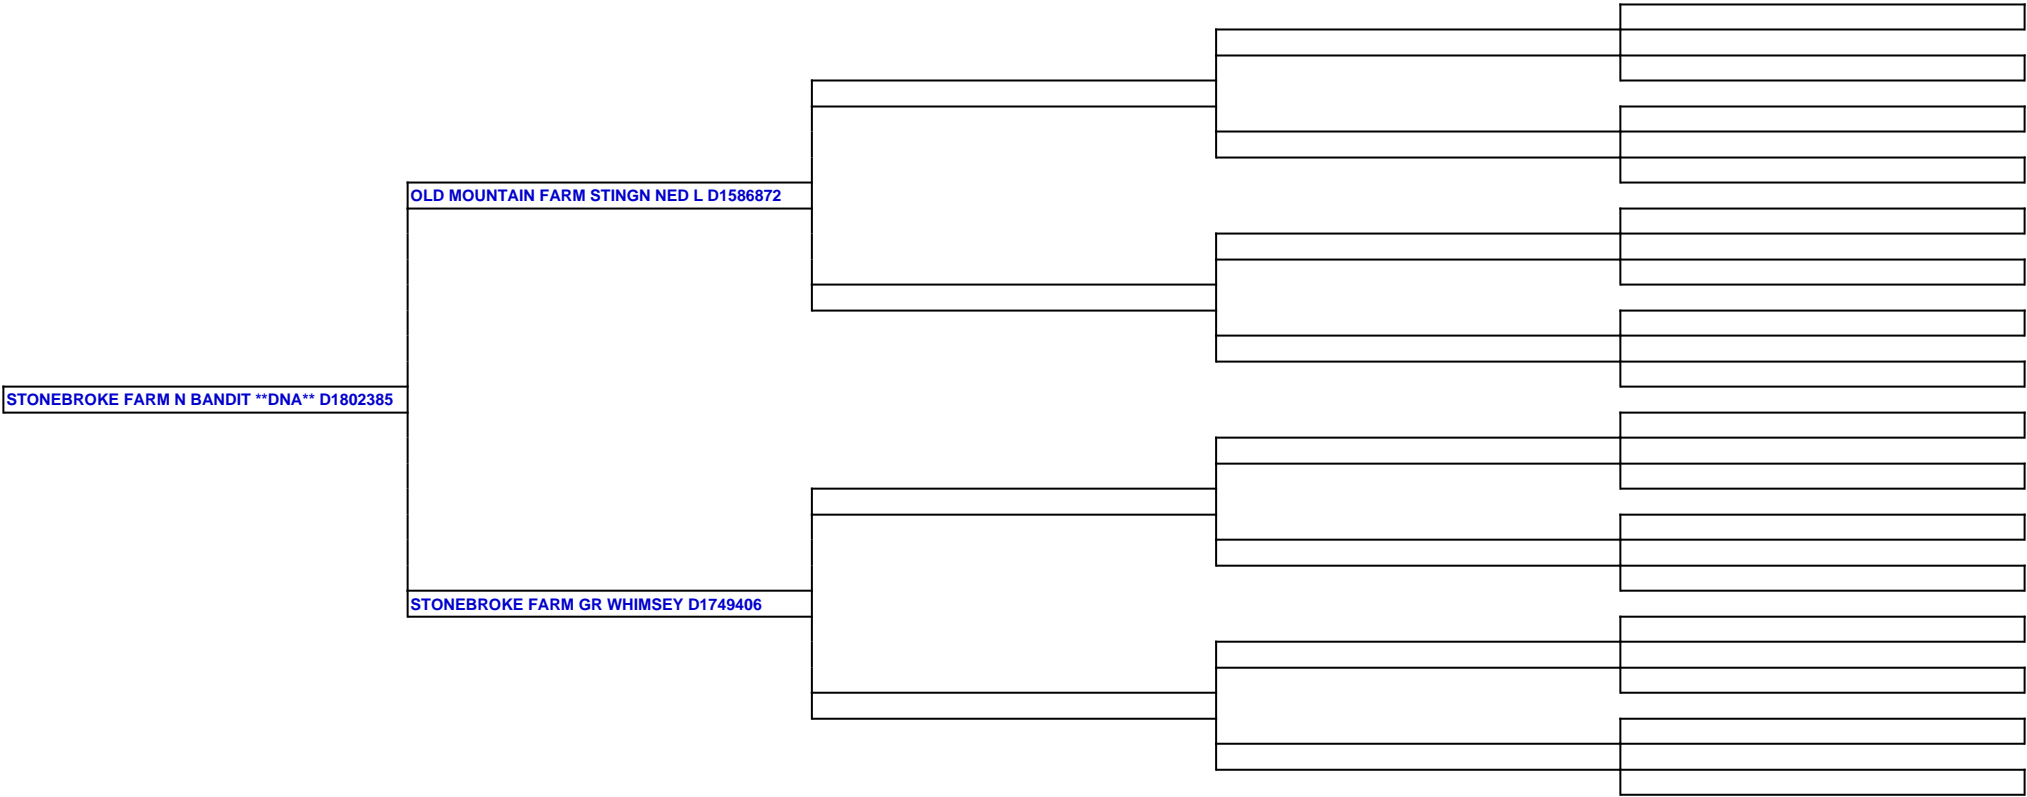 OLD MOUNTAIN FARM STINGN NED L D1586872
STONEBROKE FARM N BANDIT **DNA** D1802385
STONEBROKE FARM GR WHIMSEY D1749406